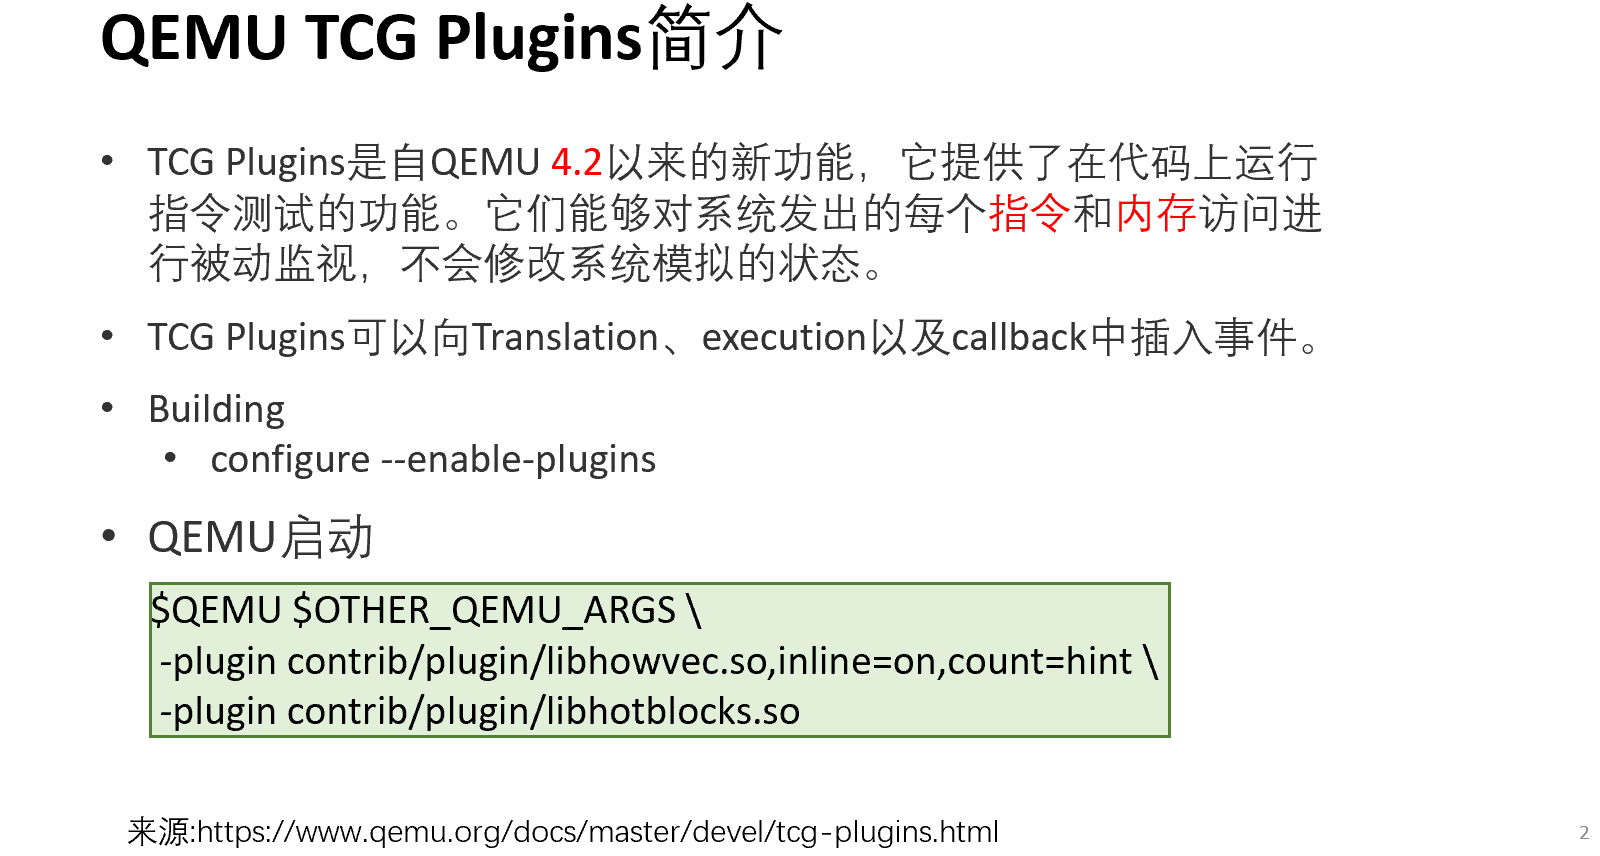 QEMU TCG Plugins简介
• TCG Plugins是自QEMU 4.2以来的新功能，它提供了在代码上运行
指令测试的功能。它们能够对系统发出的每个指令和内存访问进
行被动监视，不会修改系统模拟的状态。
• TCG Plugins可以向Translation、execution以及callback中插入事件。
• Building
• configure --enable-plugins
• QEMU启动
$QEMU $OTHER_QEMU_ARGS \
-plugin contrib/plugin/libhowvec.so,inline=on,count=hint \
-plugin contrib/plugin/libhotblocks.so
来源:https://www.qemu.org/docs/master/devel/tcg-plugins.html
2